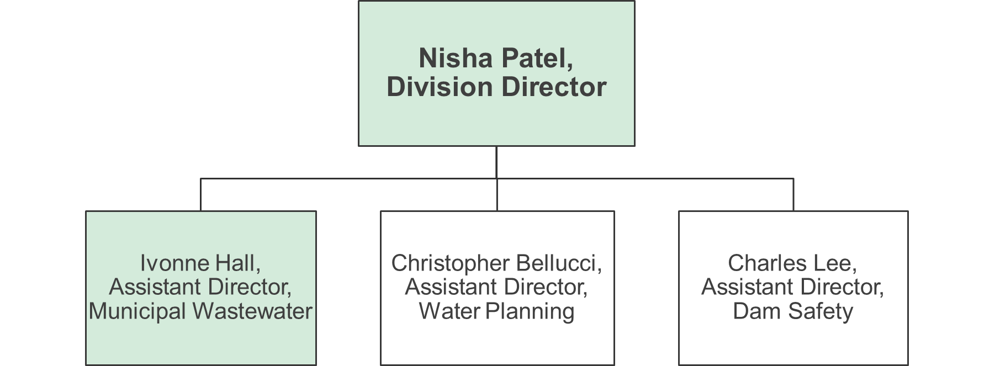 Nisha Patel,
Division Director
Ivonne Hall,
Assistant Director,
Municipal Wastewater
Christopher Bellucci,
Assistant Director,
Water Planning
Charles Lee,
Assistant Director,
Dam Safety